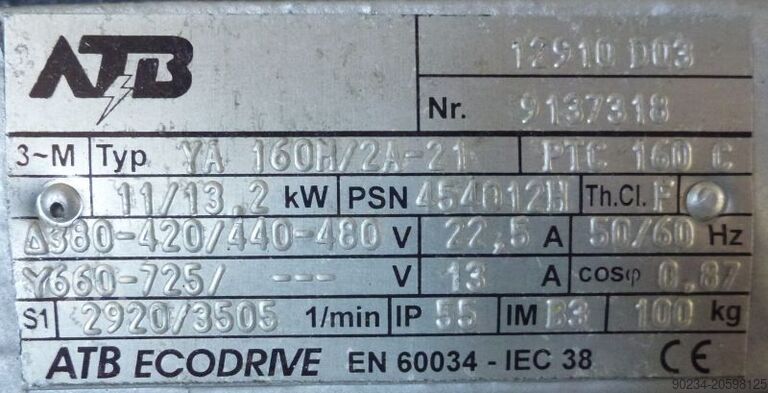 ATB 12910 D03
Nr. 9137318
3~M Typ YA 160M/2A-21 PTC 160 C
11/13,2 kW PSN 454012H Th.Cl. F
Δ380-420/440-480 V 22,5 A 50/60 Hz
Y660-725/ --- V 13 A cosφ 0,87
S1 2920/3505 1/min IP 55 IM B3 100 kg
ATB ECODRIVE EN 60034 - IEC 38 CE
90234-20598125